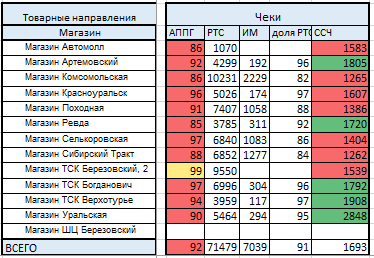 Товарные направления Чеки
Магазин АППГ РТС ИМ доля РТС ССЧ
Магазин Автомолл 86 1070 1583
Магазин Артемовский 92 4299 192 96 1805
Магазин Комсомольская 86 10231 2229 82 1265
Магазин Красноуральск 96 5026 174 97 1607
Магазин Походная 91 7407 1058 88 1386
Магазин Ревда 85 3785 311 92 1720
Магазин Селькоровская 97 6840 1083 86 1404
Магазин Сибирский Тракт 88 6852 1277 84 1262
Магазин ТСК Березовский, 2 99 9550 1539
Магазин ТСК Богданович 97 6996 304 96 1792
Магазин ТСК Верхотурье 94 3959 117 97 1908
Магазин Уральская 90 5464 294 95 2848
Магазин ШЦ Березовский
ВСЕГО 92 71479 7039 91 1693